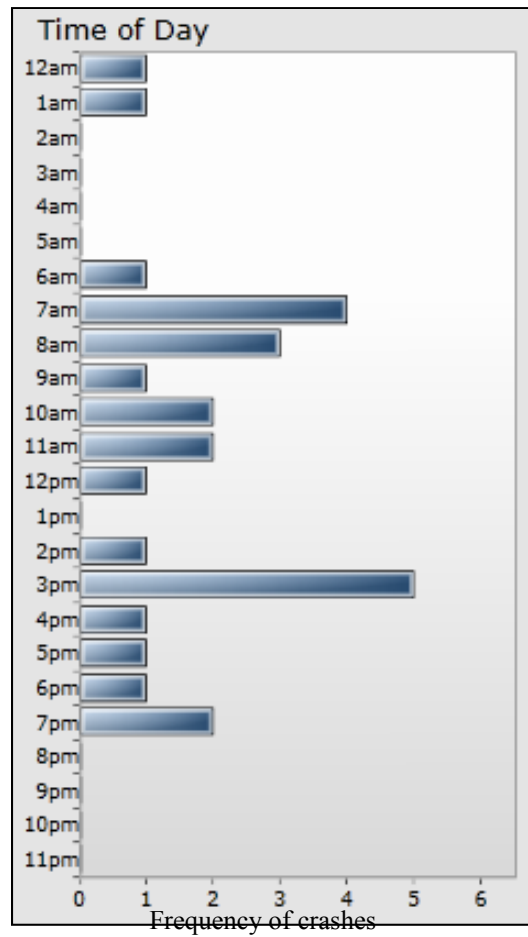 Time of Day
12am
1am
2am
3am
4am
5am
6am
7am
8am
9am
10am
11am
12pm
1pm
2pm
3pm
4pm
5pm
6pm
7pm
8pm
9pm
10pm
11pm
0 1 2 3 4 5 6
Frequency of crashes